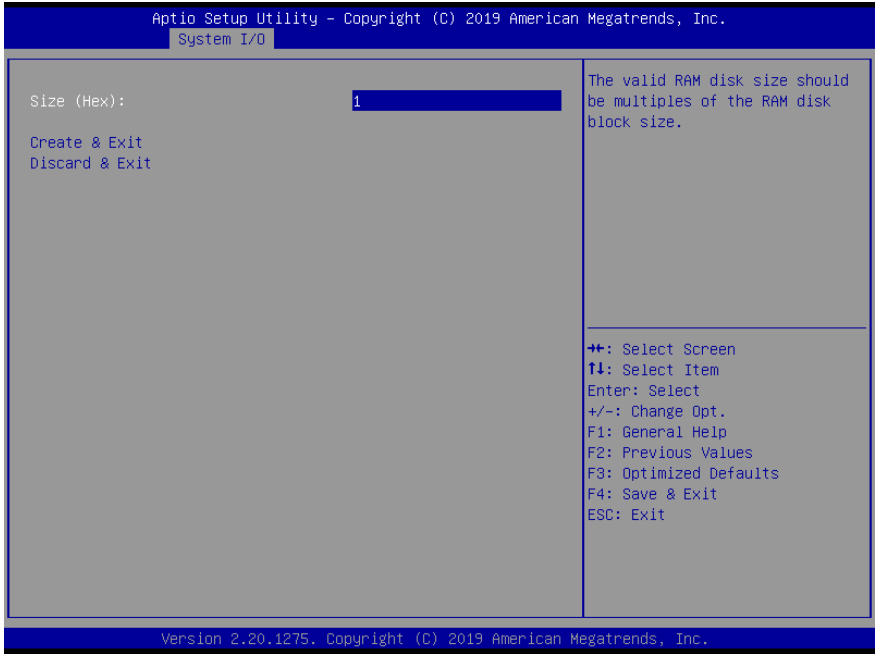 Aptio Setup Utility – Copyright (C) 2019 American Megatrends, Inc.
System I/O
Size (Hex): 1
Create & Exit
Discard & Exit
The valid RAM disk size should
be multiples of the RAM disk
block size.
→←: Select Screen
↑↓: Select Item
Enter: Select
+/-: Change Opt.
F1: General Help
F2: Previous Values
F3: Optimized Defaults
F4: Save & Exit
ESC: Exit
Version 2.20.1275. Copyright (C) 2019 American Megatrends, Inc.